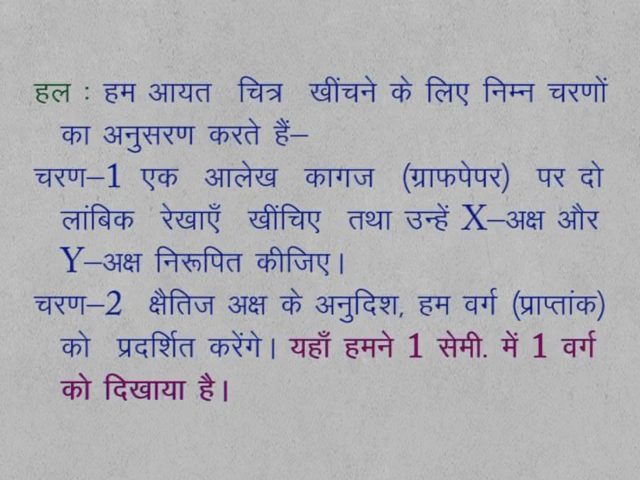 हल : हम आयत चित्र खींचने के लिए निम्न चरणों
का अनुसरण करते हैं–
चरण–1 एक आलेख कागज (ग्राफपेपर) पर दो
लांबिक रेखाएँ खींचिए तथा उन्हें X–अक्ष और
Y–अक्ष निरूपित कीजिए।
चरण–2 क्षैतिज अक्ष के अनुदिश, हम वर्ग (प्राप्तांक)
को प्रदर्शित करेंगे। यहाँ हमने 1 सेमी. में 1 वर्ग
को दिखाया है।